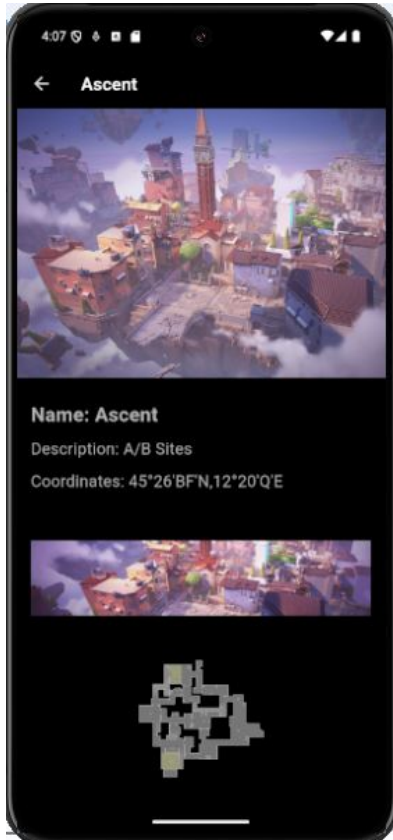 4:07
Ascent
Name: Ascent
Description: A/B Sites
Coordinates: 45°26'BF'N,12°20'Q'E